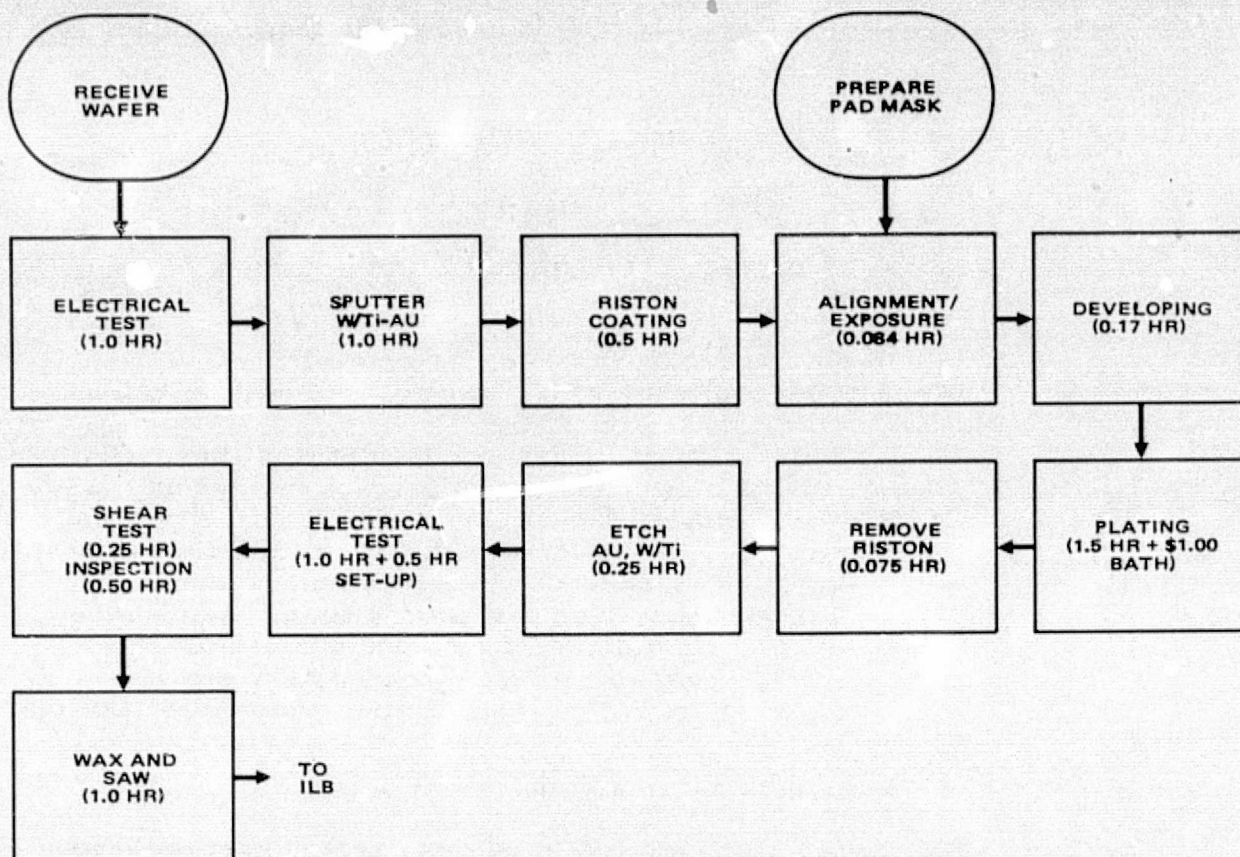 RECEIVE
WAFER
PREPARE
PAD MASK
ELECTRICAL
TEST
(1.0 HR)
SPUTTER
W/Ti-AU
(1.0 HR)
RISTON
COATING
(0.5 HR)
ALIGNMENT/
EXPOSURE
(0.084 HR)
DEVELOPING
(0.17 HR)
PLATING
(1.5 HR + $1.00
BATH)
REMOVE
RISTON
(0.075 HR)
ETCH
AU, W/Ti
(0.25 HR)
ELECTRICAL
TEST
(1.0 HR + 0.5 HR
SET-UP)
SHEAR
TEST
(0.25 HR)
INSPECTION
(0.50 HR)
WAX AND
SAW
(1.0 HR)
TO
ILB